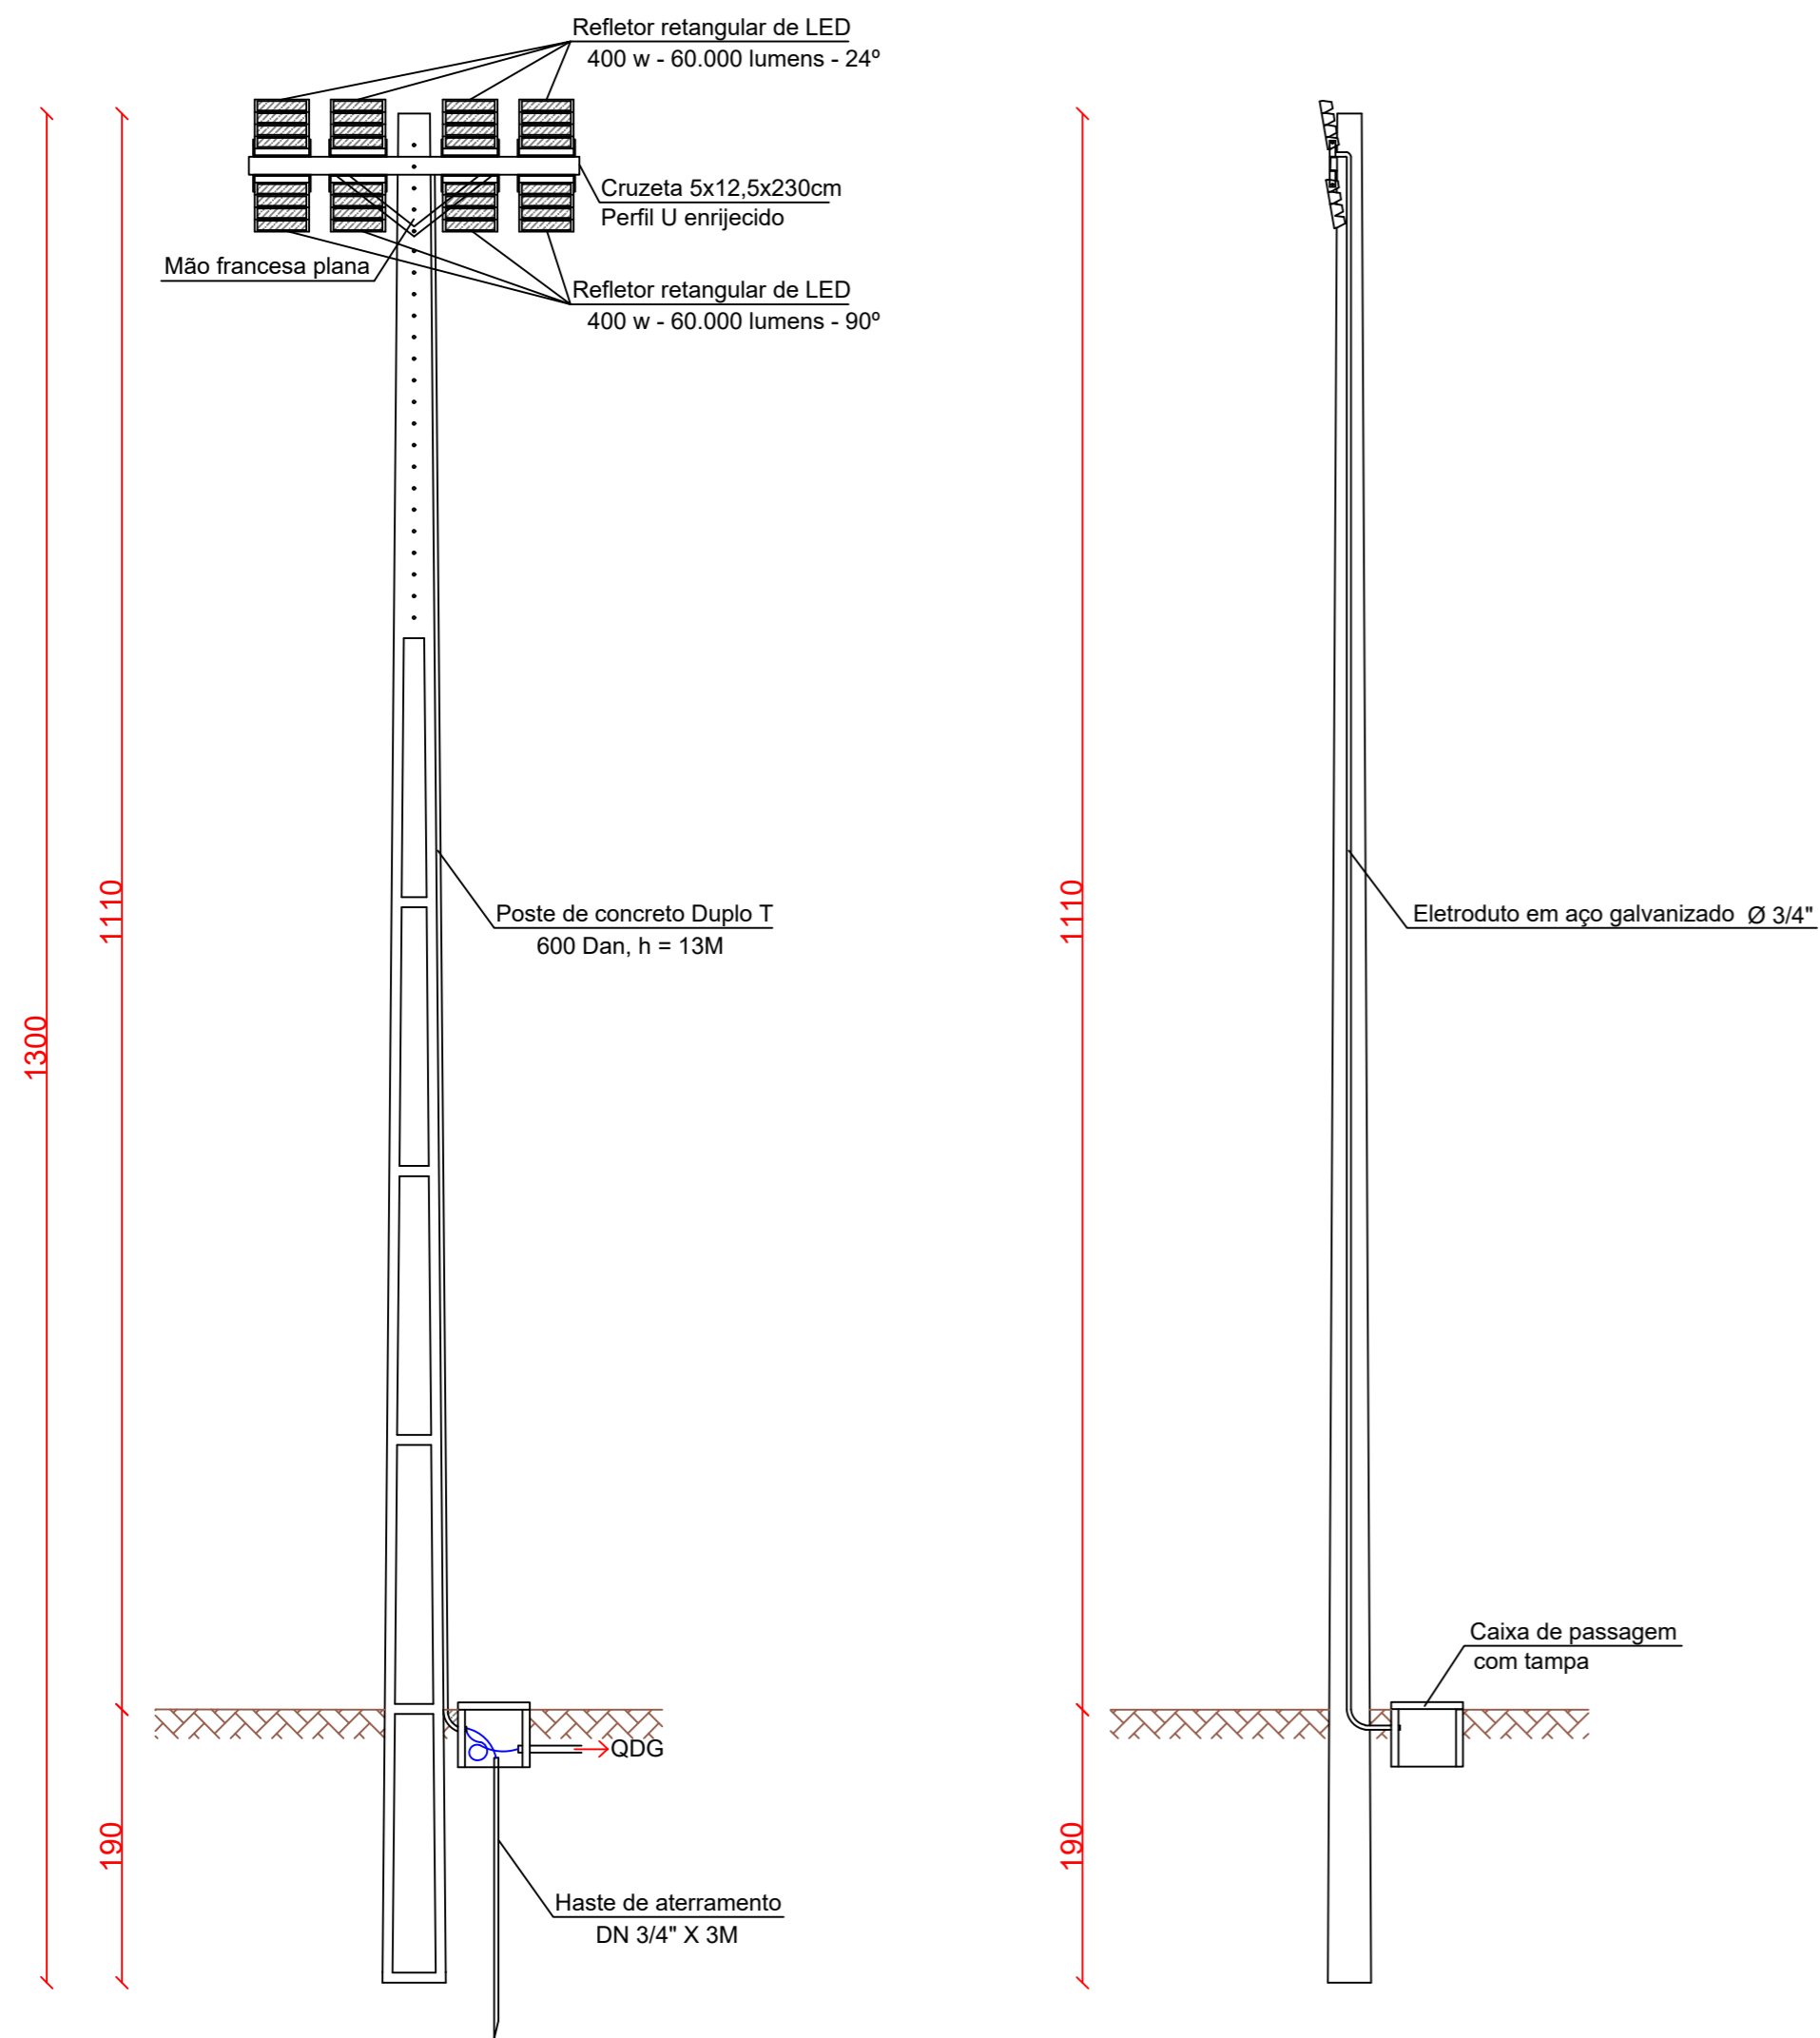 Refletor retangular de LED
400 w - 60.000 lumens - 24º
Cruzeta 5x12,5x230cm
Perfil U enrijecido
Mão francesa plana
Refletor retangular de LED
400 w - 60.000 lumens - 90º
1300
1110
Poste de concreto Duplo T
600 Dan, h = 13M
QDG
190
Haste de aterramento
DN 3/4" X 3M
1110
Eletroduto em aço galvanizado Ø 3/4"
Caixa de passagem
com tampa
190